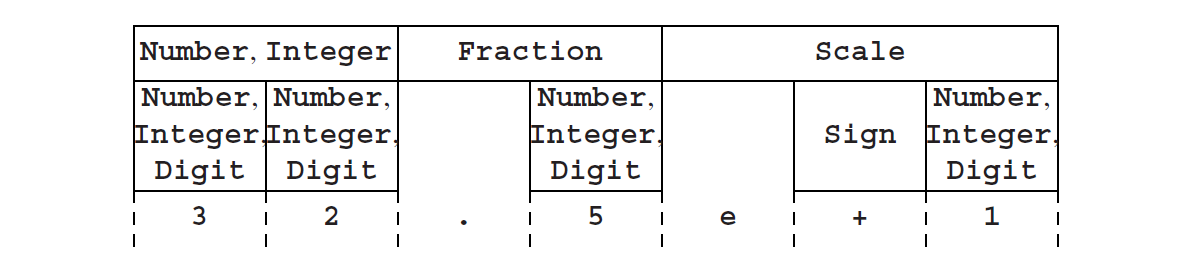 Number, Integer Fraction Scale
Number, Number, Number, Number,
Integer, Integer, Integer, Sign Integer,
Digit Digit Digit Digit
3 2 . 5 e + 1